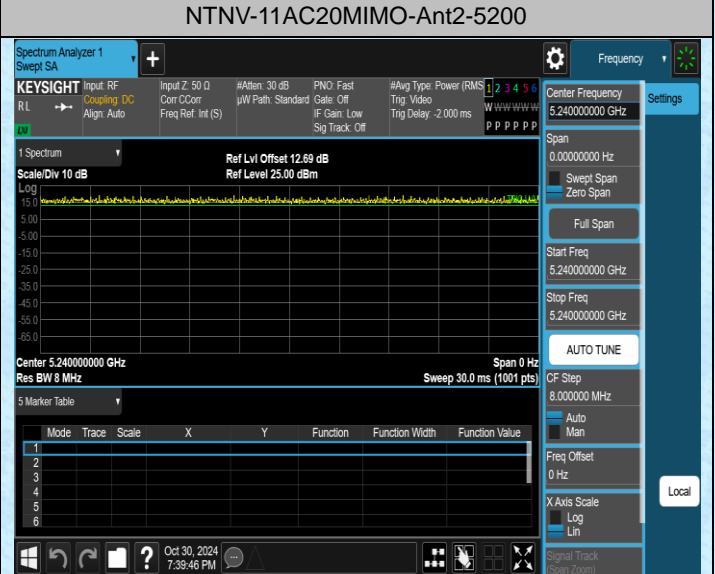 NTNV-11AC20MIMO-Ant2-5200
Spectrum Analyzer 1
Swept SA
+
Frequency
KEYSIGHT
RL
LXI
Input: RF
Coupling: DC
Align: Auto
Input Z: 50 Ω
Corr CCorr
Freq Ref: Int (S)
#Atten: 30 dB
µW Path: Standard
PNO: Fast
Gate: Off
IF Gain: Low
Sig Track: Off
#Avg Type: Power (RMS
Trig: Video
Trig Delay: -2.000 ms
1 2 3 4 5 6
W W W W W W
P P P P P P
Center Frequency
5.240000000 GHz
Settings
Span
0.00000000 Hz
Swept Span
Zero Span
Full Span
Start Freq
5.240000000 GHz
Stop Freq
5.240000000 GHz
AUTO TUNE
CF Step
8.000000 MHz
Auto
Man
Freq Offset
0 Hz
X Axis Scale
Log
Lin
Signal Track
(Span Zoom)
Local
1 Spectrum
Scale/Div 10 dB
Ref Lvl Offset 12.69 dB
Ref Level 25.00 dBm
Log
15.0
5.00
-5.00
-15.0
-25.0
-35.0
-45.0
-55.0
-65.0
Center 5.240000000 GHz
Span 0 Hz
Res BW 8 MHz
Sweep 30.0 ms (1001 pts)
5 Marker Table
Mode Trace Scale X Y Function Function Width Function Value
1
2
3
4
5
6
?
Oct 30, 2024
7:39:46 PM